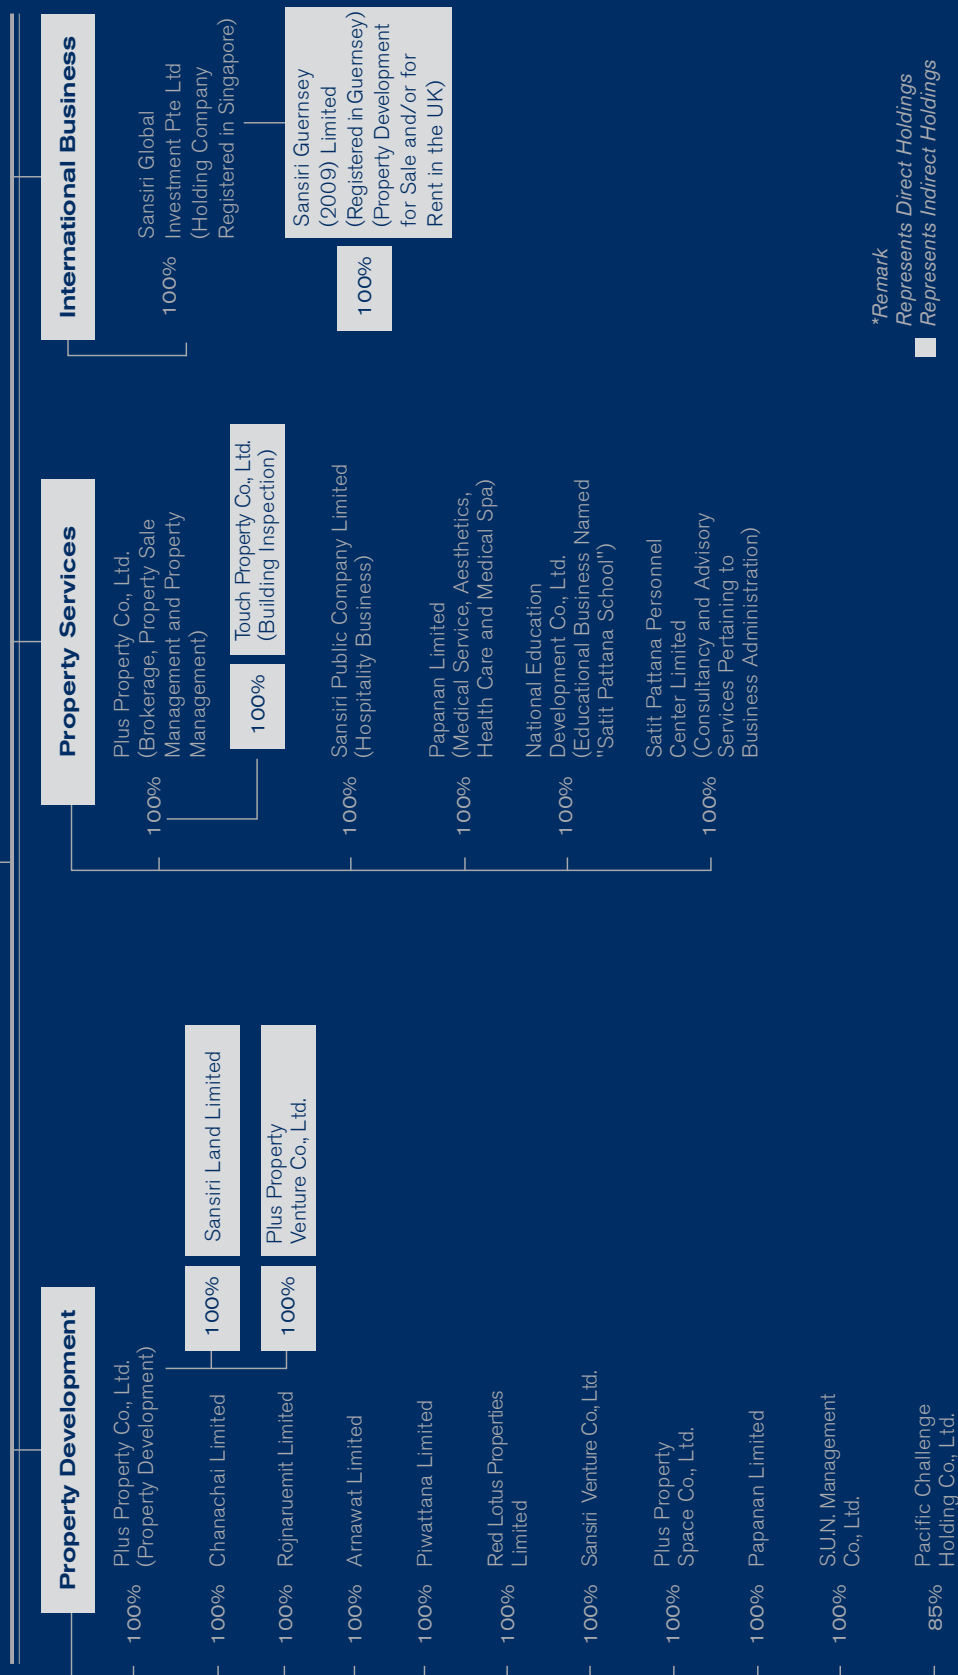 Property Development
100%
Plus Property Co., Ltd.
(Property Development)
100%
Sansiri Land Limited
100%
Plus Property
Venture Co., Ltd.
100%
Chanachai Limited
100%
Rojnaruemit Limited
100%
Arnawat Limited
100%
Piwattana Limited
100%
Red Lotus Properties
Limited
100%
Sansiri Venture Co., Ltd.
100%
Plus Property
Space Co., Ltd.
100%
Papanan Limited
100%
S.U.N. Management
Co., Ltd.
85%
Pacific Challenge
Holding Co., Ltd.
Property Services
100%
Plus Property Co., Ltd.
(Brokerage, Property Sale
Management and Property
Management)
100%
Touch Property Co., Ltd.
(Building Inspection)
100%
Sansiri Public Company Limited
(Hospitality Business)
100%
Papanan Limited
(Medical Service, Aesthetics,
Health Care and Medical Spa)
100%
National Education
Development Co., Ltd.
(Educational Business Named
"Satit Pattana School")
100%
Satit Pattana Personnel
Center Limited
(Consultancy and Advisory
Services Pertaining to
Business Administration)
International Business
100%
Sansiri Global
Investment Pte Ltd
(Holding Company
Registered in Singapore)
100%
Sansiri Guernsey
(2009) Limited
(Registered in Guernsey)
(Property Development
for Sale and/or for
Rent in the UK)
*Remark
Represents Direct Holdings
Represents Indirect Holdings